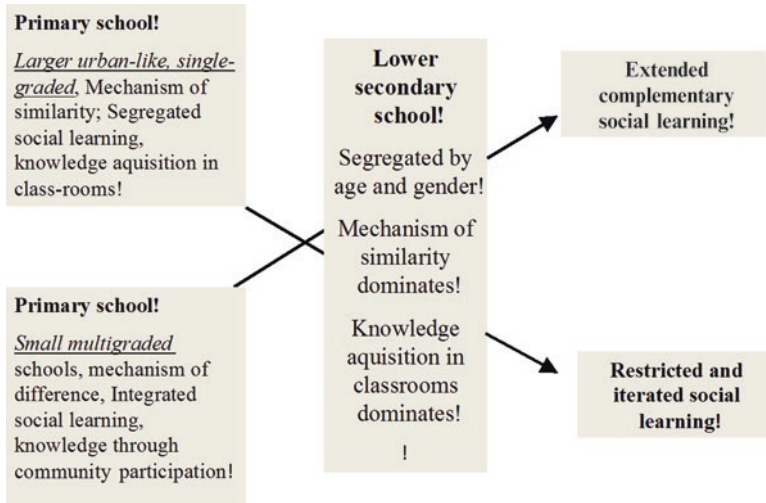 Primary school!
Larger urban-like, single-
graded, Mechanism of
similarity; Segregated
social learning,
knowledge aquisition in
class-rooms!
Primary school!
Small multigraded
schools, mechanism of
difference, Integrated
social learning,
knowledge through
community participation!
Lower
secondary
school!
Segregated by
age and gender!
Mechanism of
similarity
dominates!
Knowledge
aquisition in
classrooms
dominates!
!
Extended
complementary
social learning!
Restricted and
iterated social
learning!